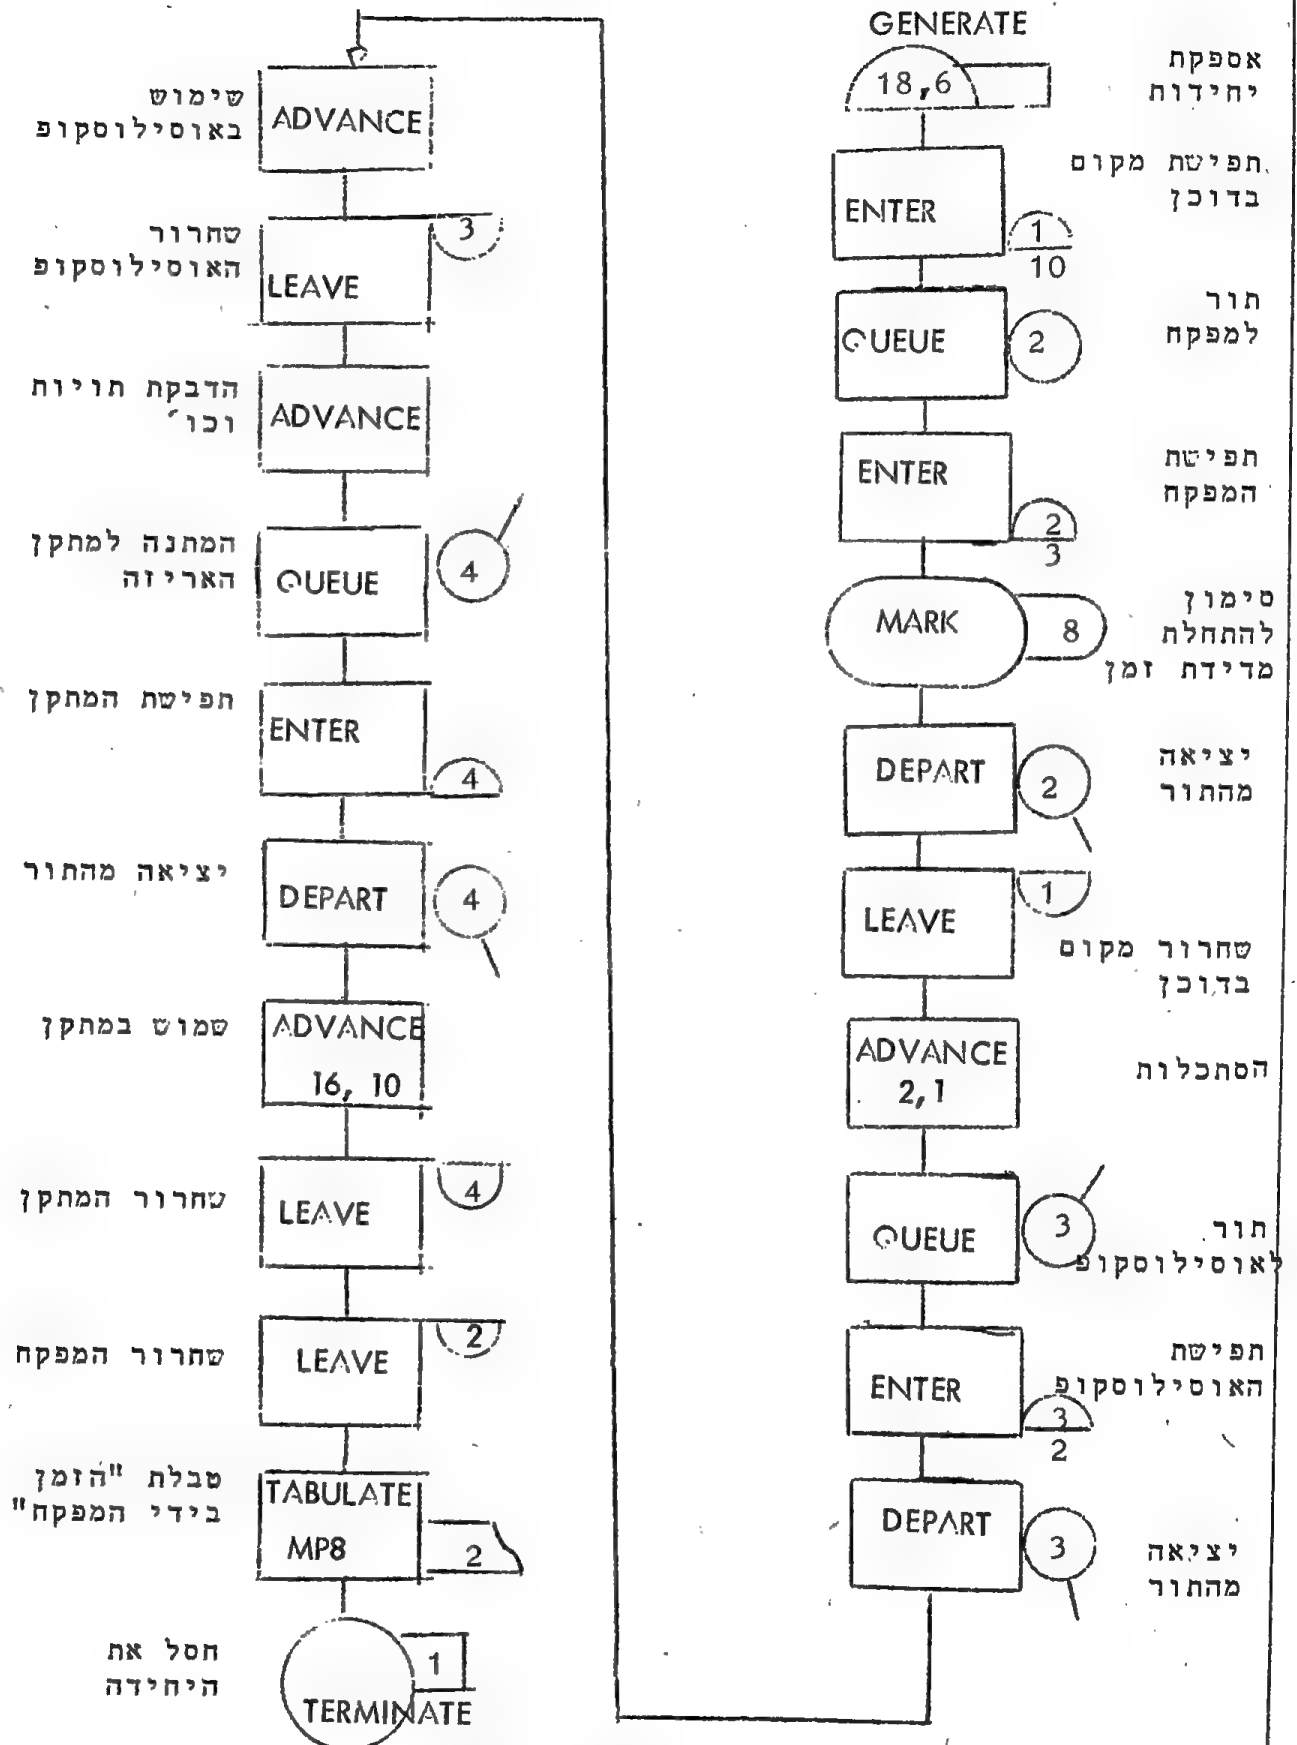 GENERATE
18,6
אספקת
יחידות
ENTER
1
10
תפישת מקום
בדוכן
QUEUE
2
תור
למפקח
ENTER
2
3
תפישת
המפקח
MARK
8
סימון
להתחלת
מדידת זמן
DEPART
2
יציאה
מהתור
LEAVE
1
שחרור מקום
בדוכן
ADVANCE
2,1
הסתכלות
QUEUE
3
תור
לאוסילוסקופ
ENTER
3
2
תפישת
האוסילוסקופ
DEPART
3
יציאה
מהתור
ADVANCE
שימוש
באוסילוסקופ
LEAVE
3
שחרור
האוסילוסקופ
ADVANCE
הדבקת תויות
וכו'
QUEUE
4
המתנה למתקן
האריזה
ENTER
4
תפישת המתקן
DEPART
4
יציאה מהתור
ADVANCE
16, 10
שמוש במתקן
LEAVE
4
שחרור המתקן
LEAVE
2
שחרור המפקח
TABULATE
MP8
2
טבלת "הזמן
בידי המפקח"
TERMINATE
1
חסל את
היחידה